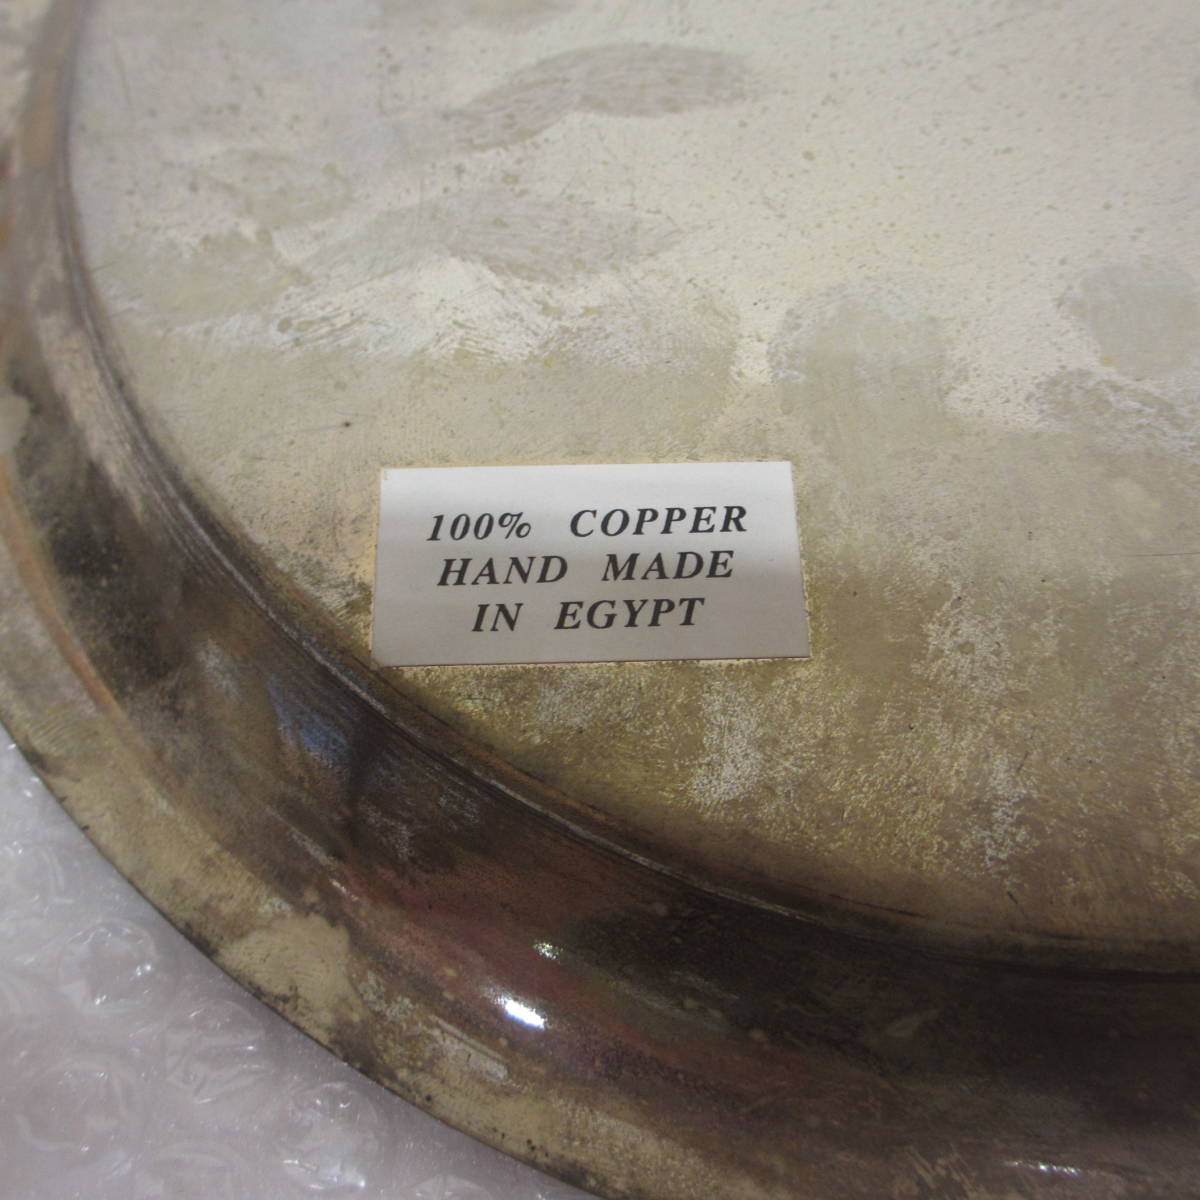 100% COPPER
HAND MADE
IN EGYPT